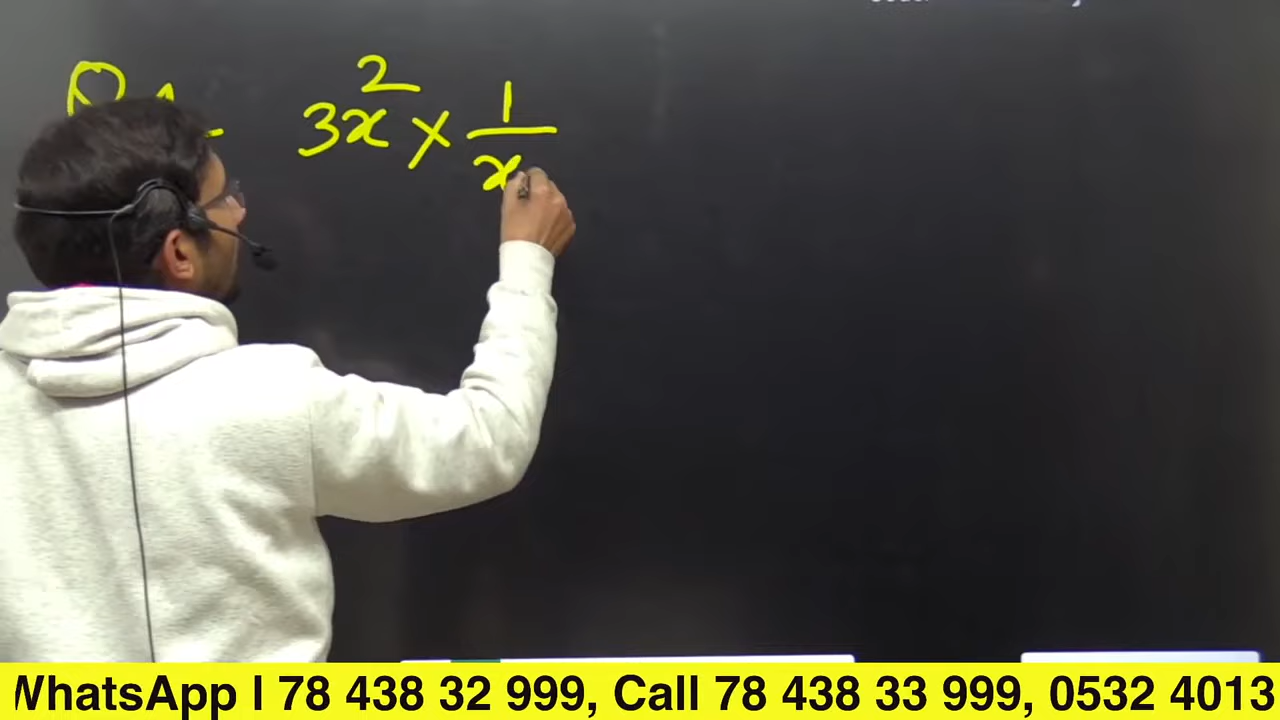 3x² × 1/x
WhatsApp I 78 438 32 999, Call 78 438 33 999, 0532 4013